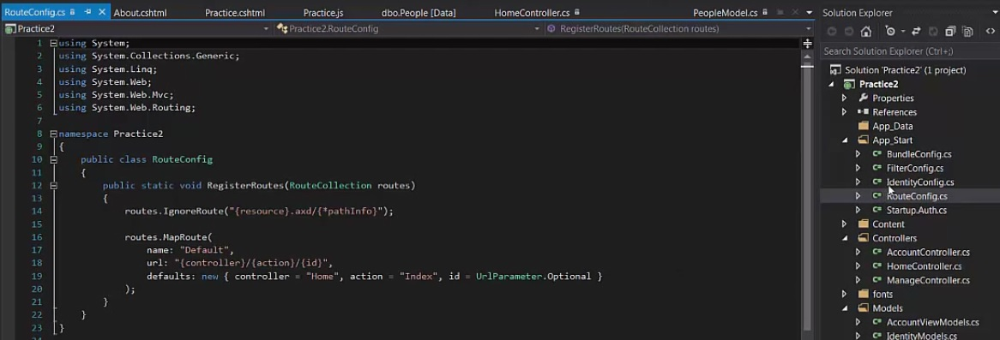 RouteConfig.cs About.cshtml Practice.cshtml Practice.js dbo.People [Data] HomeController.cs PeopleModel.cs Solution Explorer
Practice2 Practice2.RouteConfig RegisterRoutes(RouteCollection routes)
Search Solution Explorer (Ctrl+;)
1 using System;
2 using System.Collections.Generic;
3 using System.Linq;
4 using System.Web;
5 using System.Web.Mvc;
6 using System.Web.Routing;
7
8 namespace Practice2
9 {
10 public class RouteConfig
11 {
12 public static void RegisterRoutes(RouteCollection routes)
13 {
14 routes.IgnoreRoute("{resource}.axd/{*pathInfo}");
15
16 routes.MapRoute(
17 name: "Default",
18 url: "{controller}/{action}/{id}",
19 defaults: new { controller = "Home", action = "Index", id = UrlParameter.Optional }
20 );
21 }
22 }
23 }
24
Solution 'Practice2' (1 project)
Practice2
Properties
References
App_Data
App_Start
BundleConfig.cs
FilterConfig.cs
IdentityConfig.cs
RouteConfig.cs
Startup.Auth.cs
Content
Controllers
AccountController.cs
HomeController.cs
ManageController.cs
fonts
Models
AccountViewModels.cs
IdentityModels.cs